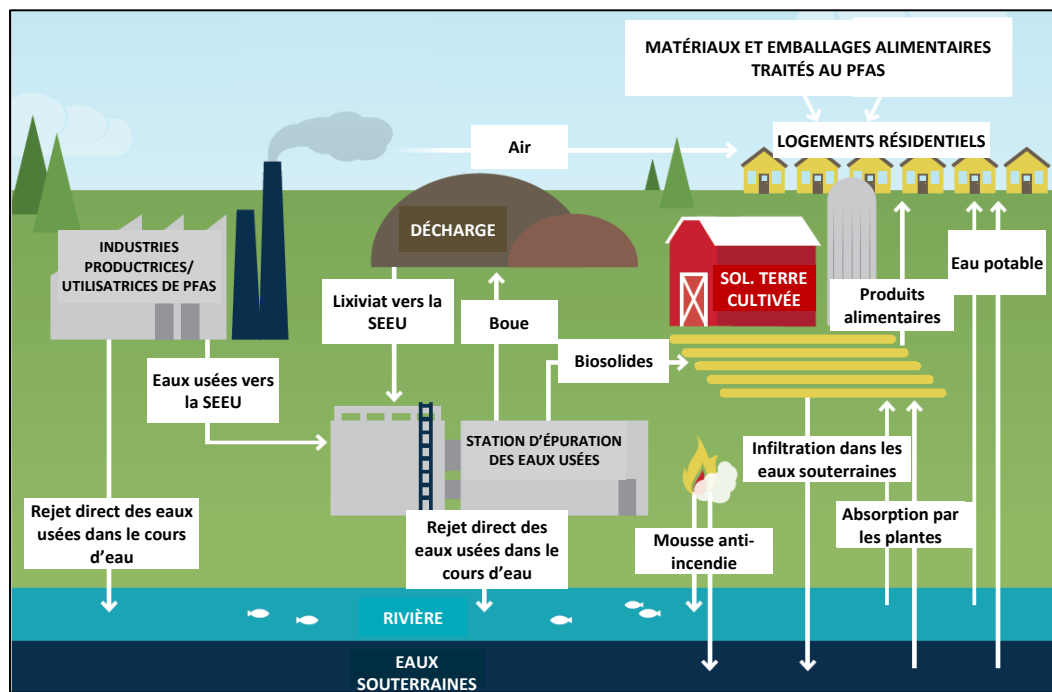 MATÉRIAUX ET EMBALLAGES ALIMENTAIRES
TRAITÉS AU PFAS
Air
LOGEMENTS RÉSIDENTIELS
DÉCHARGE
INDUSTRIES
PRODUCTRICES/
UTILISATRICES DE PFAS
SOL. TERRE
CULTIVÉE
Eau potable
Lixiviat vers la
SEEU
Boue
Produits
alimentaires
Biosolides
Eaux usées vers
la SEEU
STATION D’ÉPURATION
DES EAUX USÉES
Infiltration dans les
eaux souterraines
Rejet direct des eaux
usées dans le cours
d’eau
Rejet direct des
eaux usées dans le
cours d’eau
Mousse anti-
incendie
Absorption par
les plantes
RIVIÈRE
EAUX
SOUTERRAINES